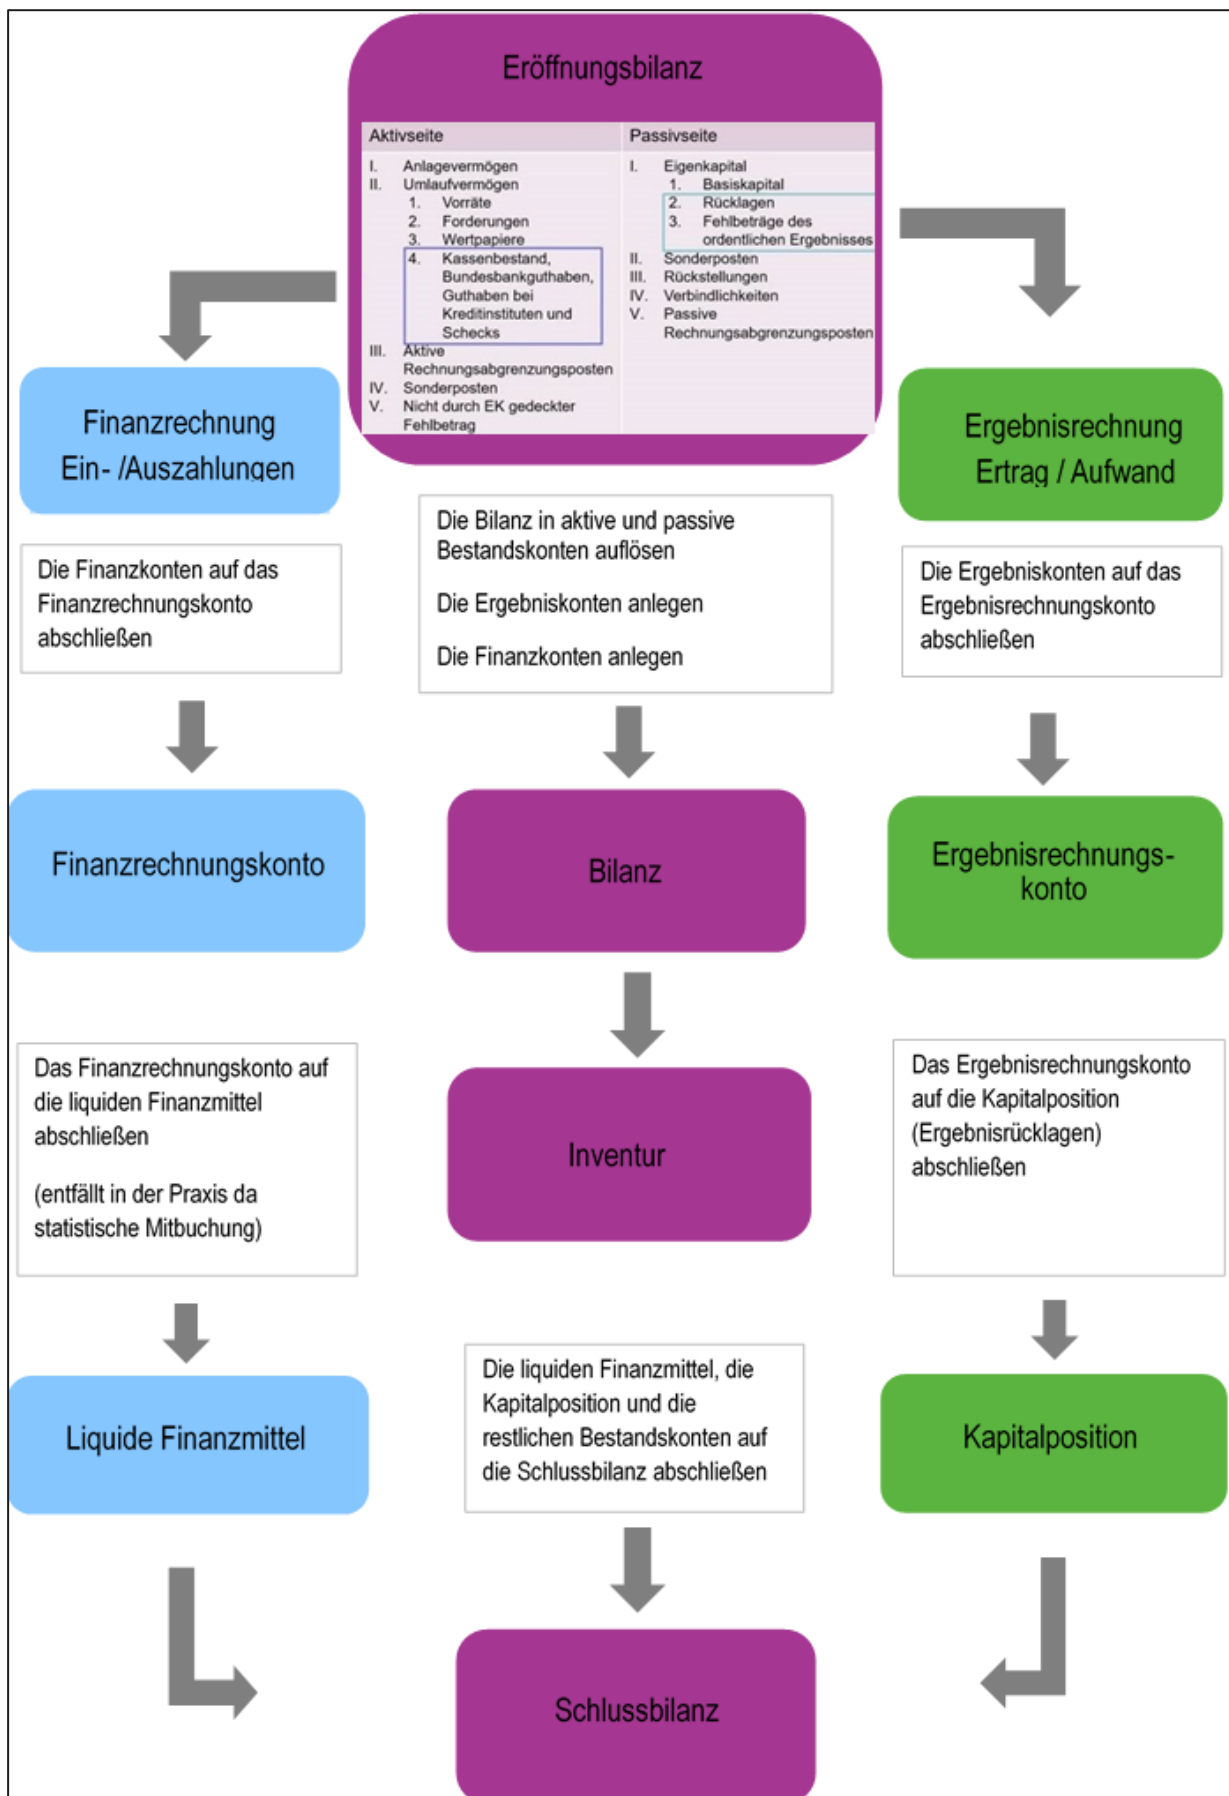 Eröffnungsbilanz
Aktivseite
I. Anlagevermögen
II. Umlaufvermögen
1. Vorräte
2. Forderungen
3. Wertpapiere
4. Kassenbestand,
Bundesbankguthaben,
Guthaben bei
Kreditinstituten und
Schecks
III. Aktive
Rechnungsabgrenzungsposten
IV. Sonderposten
V. Nicht durch EK gedeckter
Fehlbetrag
Passivseite
I. Eigenkapital
1. Basiskapital
2. Rücklagen
3. Fehlbeträge des
ordentlichen Ergebnisses
II. Sonderposten
III. Rückstellungen
IV. Verbindlichkeiten
V. Passive
Rechnungsabgrenzungsposten
Finanzrechnung
Ein- /Auszahlungen
Ergebnisrechnung
Ertrag / Aufwand
Die Finanzkonten auf das
Finanzrechnungskonto
abschließen
Die Bilanz in aktive und passive
Bestandskonten auflösen
Die Ergebniskonten anlegen
Die Finanzkonten anlegen
Die Ergebiskonten auf das
Ergebnisrechnungskonto
abschließen
Finanzrechnungskonto
Bilanz
Ergebnisrechnungs-
konto
Das Finanzrechnungskonto auf
die liquiden Finanzmittel
abschließen
(entfällt in der Praxis da
statistische Mitbuchung)
Inventur
Das Ergebnisrechnungskonto
auf die Kapitalposition
(Ergebnisrücklagen)
abschließen
Liquide Finanzmittel
Die liquiden Finanzmittel, die
Kapitalposition und die
restlichen Bestandskonten auf
die Schlussbilanz abschließen
Kapitalposition
Schlussbilanz